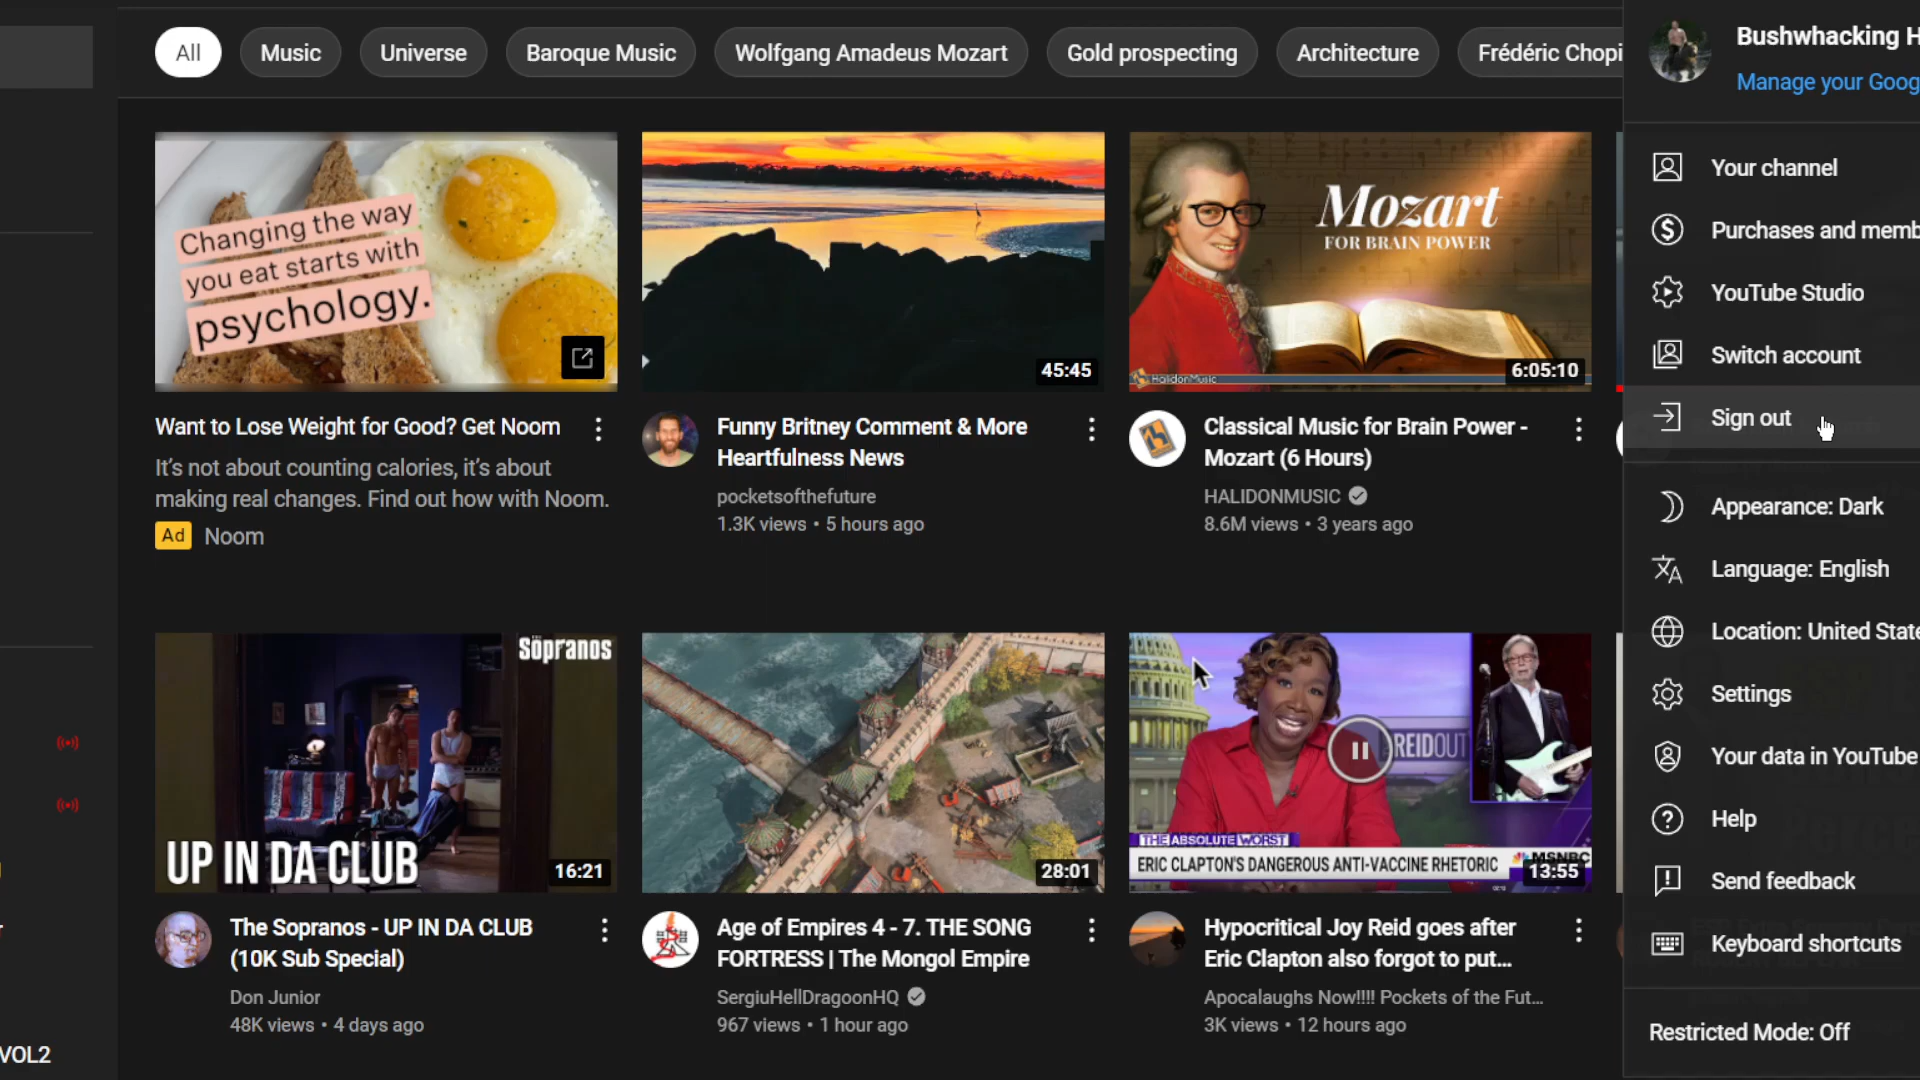 All
Music
Universe
Baroque Music
Wolfgang Amadeus Mozart
Gold prospecting
Architecture
Frédéric Chopi
Changing the way
you eat starts with
psychology.
45:45
Mozart
FOR BRAIN POWER
HalidonMusic
6:05:10
Want to Lose Weight for Good? Get Noom
It's not about counting calories, it's about
making real changes. Find out how with Noom.
Ad Noom
Funny Britney Comment & More
Heartfulness News
pocketsofthefuture
1.3K views • 5 hours ago
Classical Music for Brain Power -
Mozart (6 Hours)
HALIDONMUSIC
8.6M views • 3 years ago
Sopranos
UP IN DA CLUB
16:21
28:01
REIDOUT
THE ABSOLUTE WORST
ERIC CLAPTON'S DANGEROUS ANTI-VACCINE RHETORIC
MSNBC
13:55
The Sopranos - UP IN DA CLUB
(10K Sub Special)
Don Junior
48K views • 4 days ago
Age of Empires 4 - 7. THE SONG
FORTRESS | The Mongol Empire
SergiuHellDragoonHQ
967 views • 1 hour ago
Hypocritical Joy Reid goes after
Eric Clapton also forgot to put...
Apocalaughs Now!!!! Pockets of the Fut...
3K views • 12 hours ago
VOL2
Bushwhacking H
Manage your Goog
Your channel
Purchases and memb
YouTube Studio
Switch account
Sign out
Appearance: Dark
Language: English
Location: United State
Settings
Your data in YouTube
Help
Send feedback
Keyboard shortcuts
Restricted Mode: Off